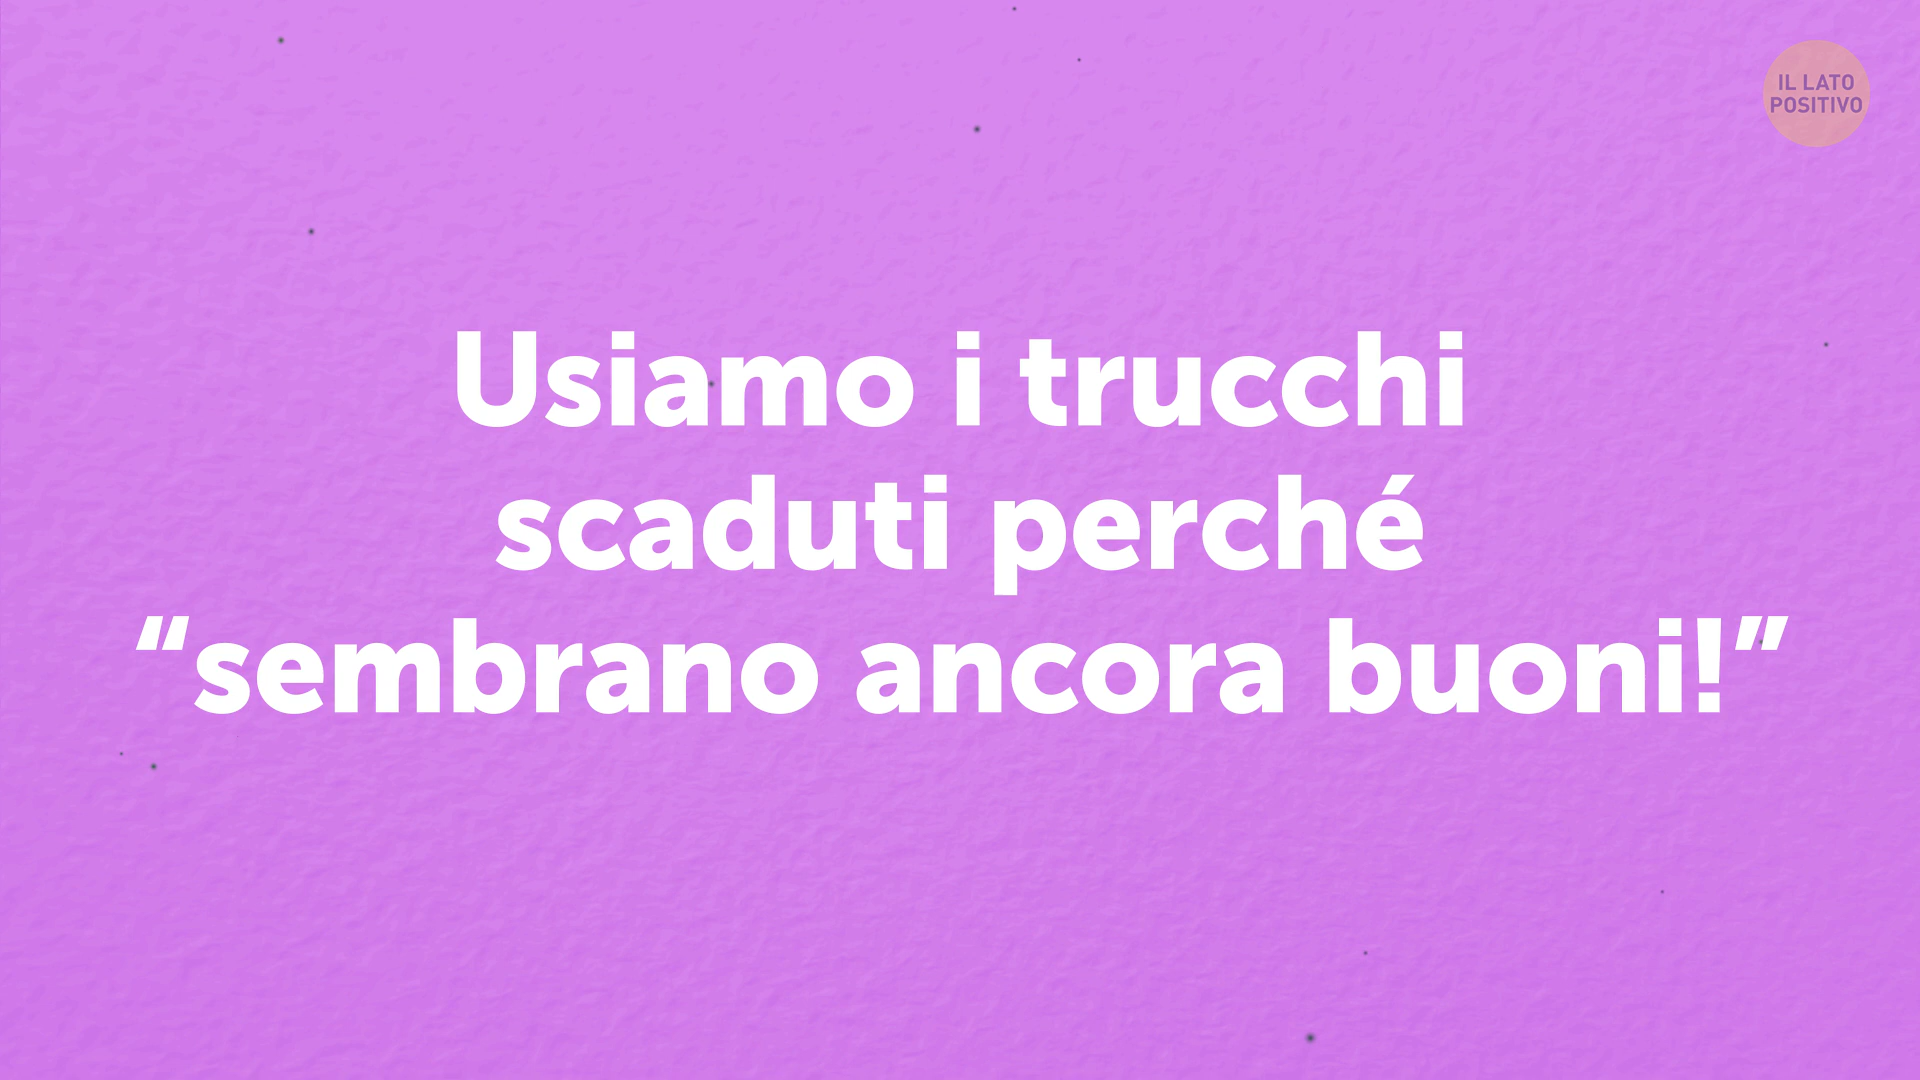 IL LATO
POSITIVO
Usiamo i trucchi
scaduti perché
“sembrano ancora buoni!”